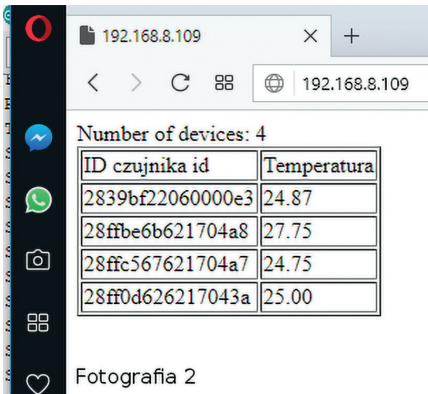 192.168.8.109
192.168.8.109
Number of devices: 4
ID czujnika id Temperatura
2839bf22060000e3 24.87
28ffbe6b621704a8 27.75
28ffc567621704a7 24.75
28ff0d626217043a 25.00
Fotografia 2